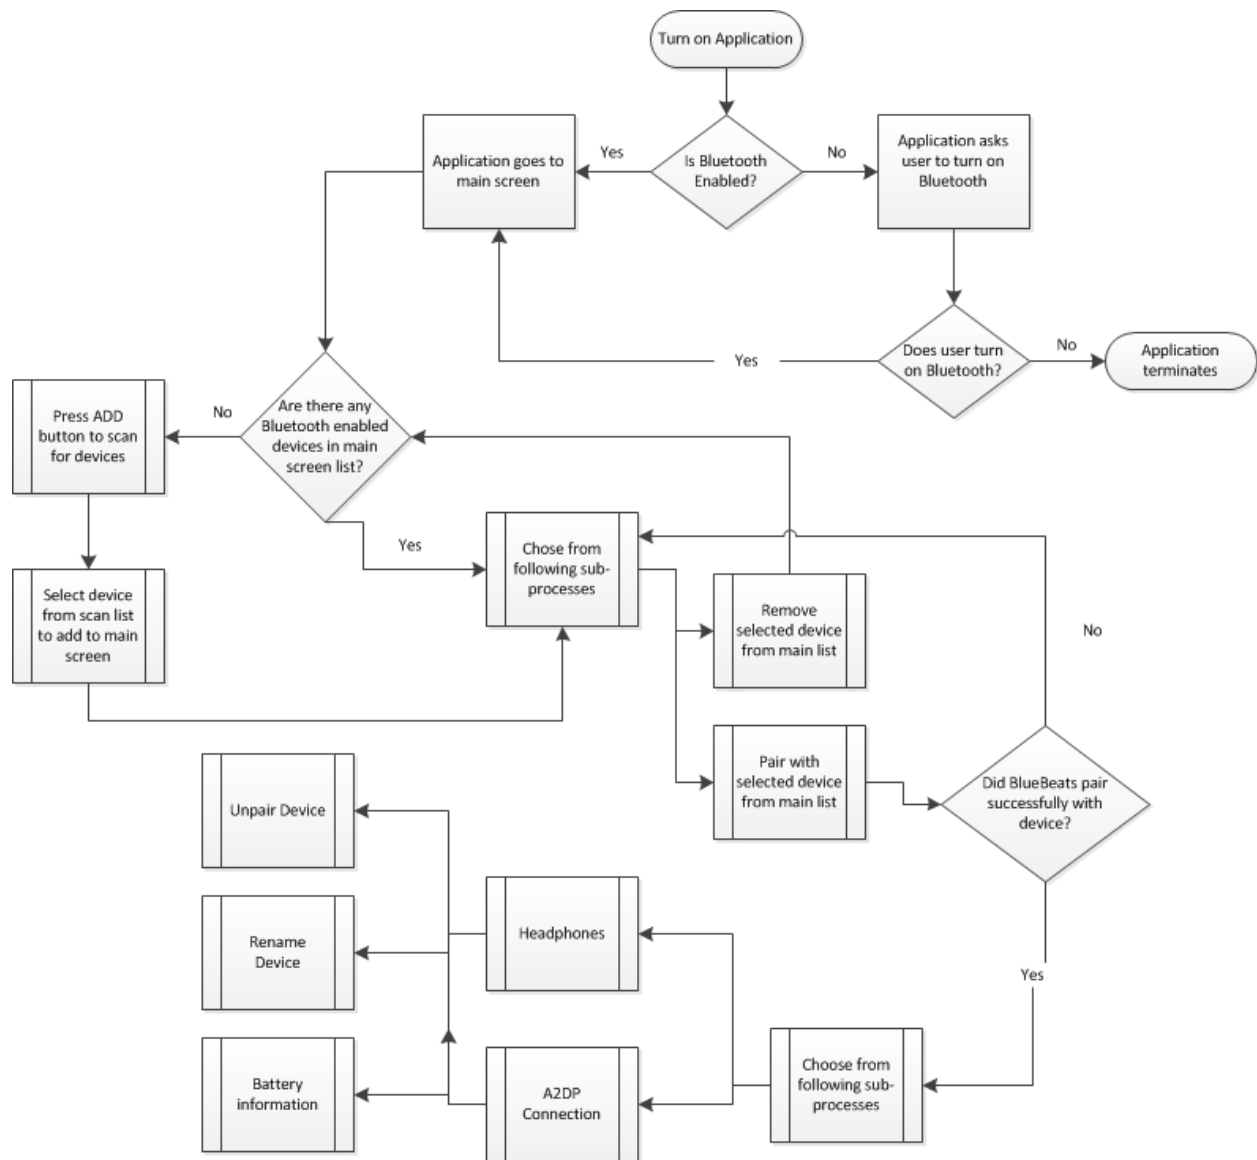 Turn on Application
Application goes to
main screen
Yes
Is Bluetooth
Enabled?
No
Application asks
user to turn on
Bluetooth
Yes
Does user turn
on Bluetooth?
No
Application
terminates
Press ADD
button to scan
for devices
No
Are there any
Bluetooth enabled
devices in main
screen list?
Yes
Chose from
following sub-
processes
Select device
from scan list
to add to main
screen
Remove
selected device
from main list
No
Pair with
selected device
from main list
Did BlueBeats pair
successfully with
device?
Unpair Device
Headphones
Rename
Device
Yes
Choose from
following sub-
processes
Battery
information
A2DP
Connection